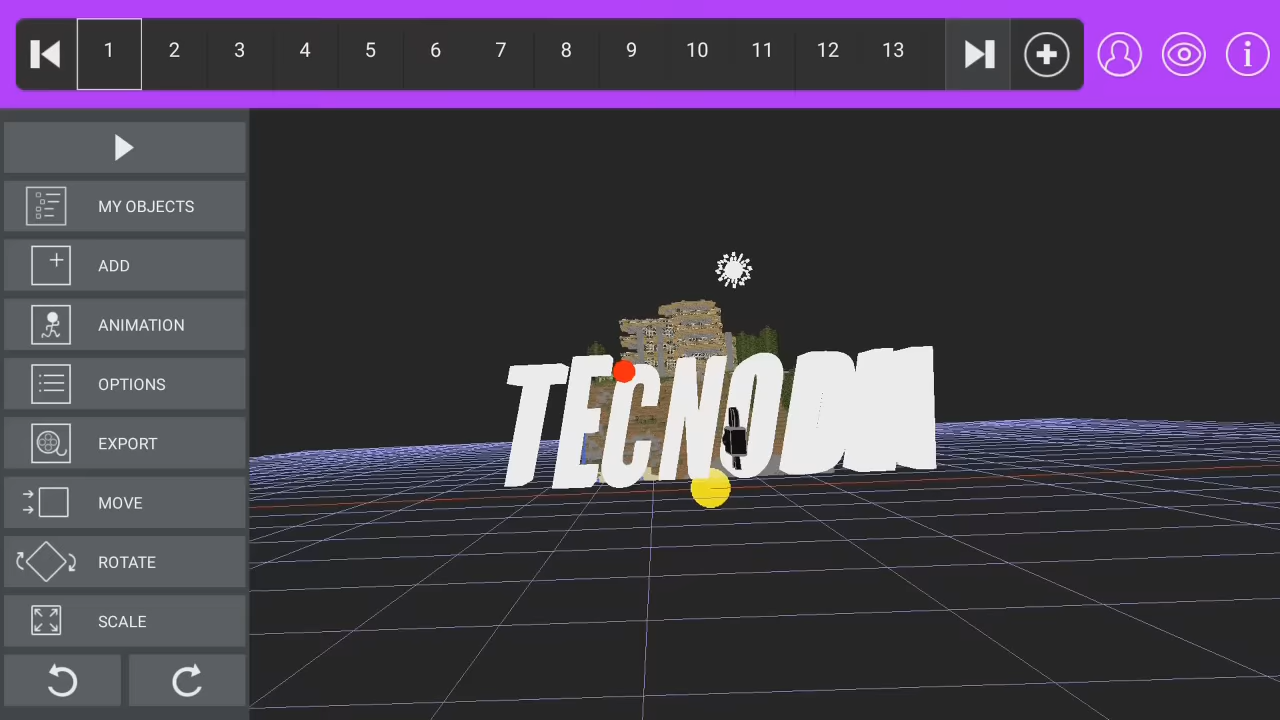 1 2 3 4 5 6 7 8 9 10 11 12 13
MY OBJECTS
ADD
ANIMATION
OPTIONS
EXPORT
MOVE
ROTATE
SCALE